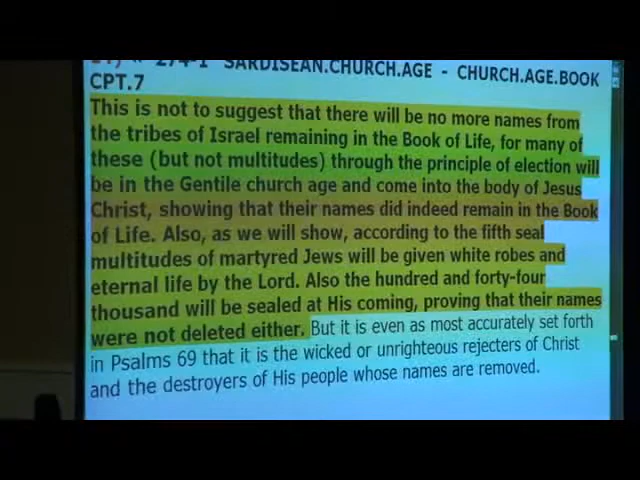 274-1 SARDISEAN.CHURCH.AGE - CHURCH.AGE.BOOK
CPT.7
This is not to suggest that there will be no more names from
the tribes of Israel remaining in the Book of Life, for many of
these (but not multitudes) through the principle of election will
be in the Gentile church age and come into the body of Jesus
Christ, showing that their names did indeed remain in the Book
of Life. Also, as we will show, according to the fifth seal
multitudes of martyred Jews will be given white robes and
eternal life by the Lord. Also the hundred and forty-four
thousand will be sealed at His coming, proving that their names
were not deleted either. But it is even as most accurately set forth
in Psalms 69 that it is the wicked or unrighteous rejecters of Christ
and the destroyers of His people whose names are removed.